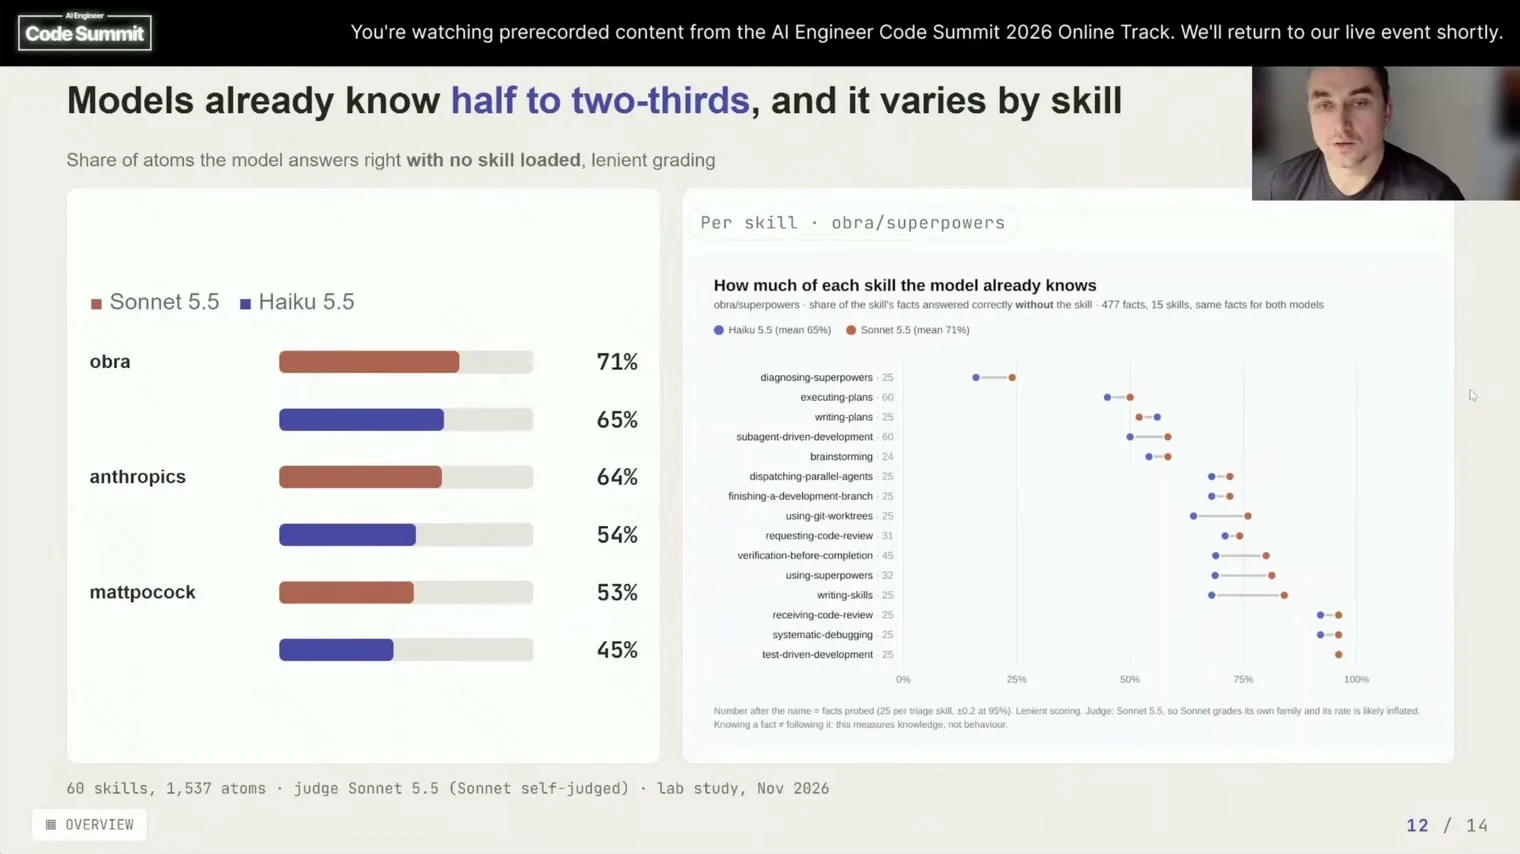 AI Engineer
Code Summit
You're watching prerecorded content from the AI Engineer Code Summit 2026 Online Track. We'll return to our live event shortly.
Models already know half to two-thirds, and it varies by skill
Share of atoms the model answers right with no skill loaded, lenient grading
Sonnet 5.5 Haiku 5.5
obra 71%
65%
anthropics 64%
54%
mattpocock 53%
45%
Per skill · obra/superpowers
How much of each skill the model already knows
obra/superpowers · share of the skill's facts answered correctly without the skill · 477 facts, 15 skills, same facts for both models
Haiku 5.5 (mean 65%) Sonnet 5.5 (mean 71%)
diagnosing-superpowers · 25
executing-plans · 60
writing-plans · 25
subagent-driven-development · 60
brainstorming · 24
dispatching-parallel-agents · 25
finishing-a-development-branch · 25
using-git-worktrees · 25
requesting-code-review · 31
verification-before-completion · 45
using-superpowers · 32
writing-skills · 25
receiving-code-review · 25
systematic-debugging · 25
test-driven-development · 25
0% 25% 50% 75% 100%
Number after the name = facts probed (25 per triage skill, ±0.2 at 95%). Lenient scoring. Judge: Sonnet 5.5, so Sonnet grades its own family and its rate is likely inflated.
Knowing a fact ≠ following it: this measures knowledge, not behaviour.
60 skills, 1,537 atoms · judge Sonnet 5.5 (Sonnet self-judged) · lab study, Nov 2026
OVERVIEW
12 / 14